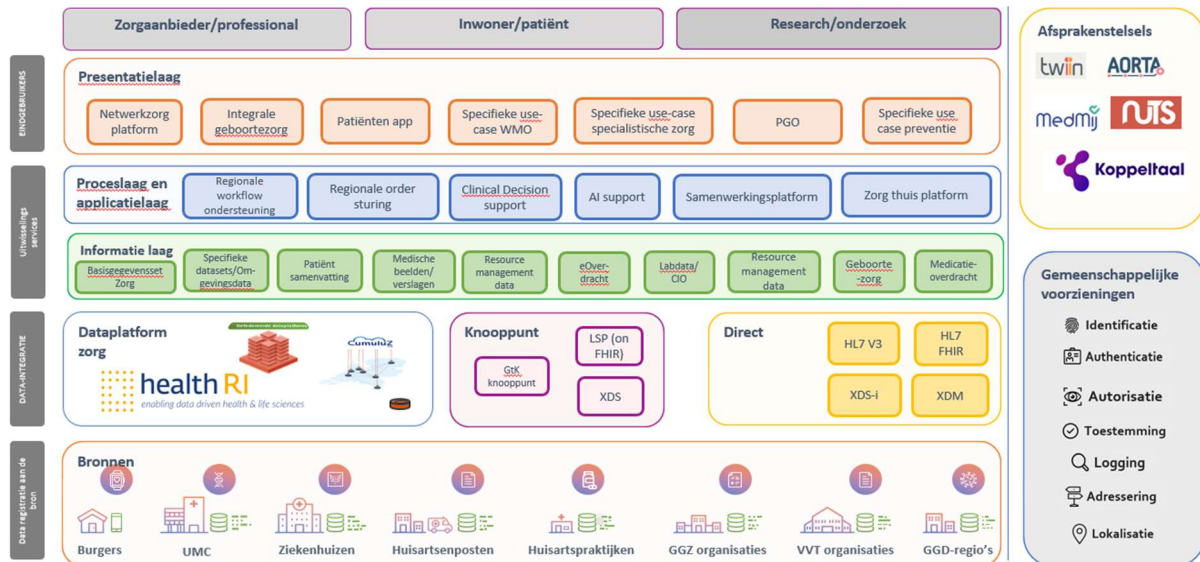 Zorgaanbieder/professional
Inwoner/patiënt
Research/onderzoek
EINDGEBRUIKERS
Presentatielaag
Netwerkzorg
platform
Integrale
geboortezorg
Patiënten app
Specifieke use-
case WMO
Specifieke use-case
specialistische zorg
PGO
Specifieke use
case preventie
Uitwisselings
services
Proceslaag en
applicatielaag
Regionale
workflow
ondersteuning
Regionale order
sturing
Clinical Decision
support
AI support
Samenwerkingsplatform
Zorg thuis platform
Informatie laag
Basisgegevensset
Zorg
Specifieke
datasets/Om-
gevingsdata
Patiënt
samenvatting
Medische
beelden/
verslagen
Resource
management
data
eOver-
dracht
Labdata/
CIO
Resource
management
data
Geboorte
-zorg
Medicatie-
overdracht
DATA-INTEGRATIE
Dataplatform
zorg
Cumuluz
health RI
enabling data driven health & life sciences
Knooppunt
GtK
knooppunt
LSP (on
FHIR)
XDS
Direct
HL7 V3
HL7
FHIR
XDS-i
XDM
Data registratie aan de
bron
Bronnen
Burgers
UMC
Ziekenhuizen
Huisartsenposten
Huisartspraktijken
GGZ organisaties
VVT organisaties
GGD-regio's
Afsprakenstelsels
twiin
AORTA
medMij
NUTS
Koppeltaal
Gemeenschappelijke
voorzieningen
Identificatie
Authenticatie
Autorisatie
Toestemming
Logging
Adressering
Lokalisatie